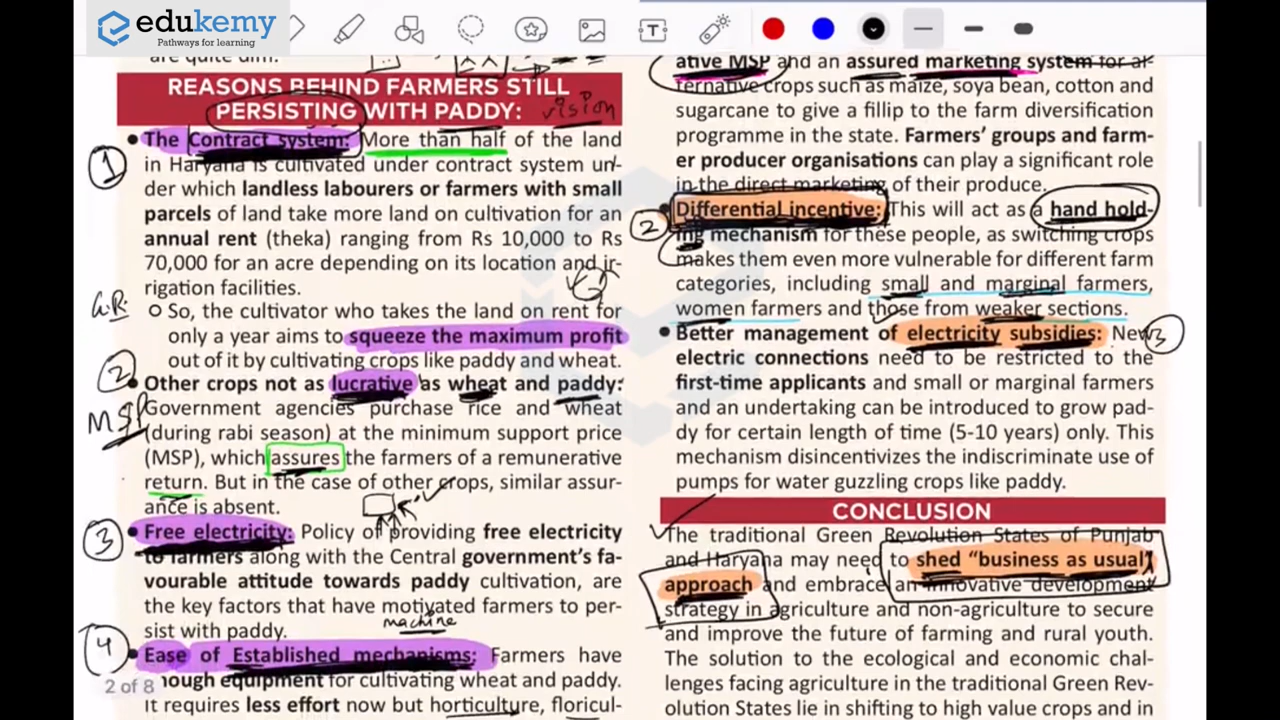 edukemy
Pathways for learning
are quite dim.
REASONS BEHIND FARMERS STILL
PERSISTING WITH PADDY:
vision
1
The Contract system: More than half of the land
in Haryana is cultivated under contract system un-
der which landless labourers or farmers with small
parcels of land take more land on cultivation for an
annual rent (theka) ranging from Rs 10,000 to Rs
70,000 for an acre depending on its location and ir-
rigation facilities.
G.R
So, the cultivator who takes the land on rent for
only a year aims to squeeze the maximum profit
out of it by cultivating crops like paddy and wheat.
2
Other crops not as lucrative as wheat and paddy:
MSP
Government agencies purchase rice and wheat
(during rabi season) at the minimum support price
(MSP), which assures the farmers of a remunerative
return. But in the case of other crops, similar assur-
ance is absent.
3
Free electricity: Policy of providing free electricity
to farmers along with the Central government's fa-
vourable attitude towards paddy cultivation, are
the key factors that have motivated farmers to per-
sist with paddy.
machine
4
Ease of Established mechanisms: Farmers have
nough equipment for cultivating wheat and paddy.
2 of 8
It requires less effort now but horticulture, floricul-
ative MSP and an assured marketing system for al-
ternative crops such as maize, soya bean, cotton and
sugarcane to give a fillip to the farm diversification
programme in the state. Farmers' groups and farm-
er producer organisations can play a significant role
in the direct marketing of their produce.
2
Differential incentive: This will act as a hand hold-
ing mechanism for these people, as switching crops
makes them even more vulnerable for different farm
categories, including small and marginal farmers,
women farmers and those from weaker sections.
Better management of electricity subsidies: New
3
electric connections need to be restricted to the
first-time applicants and small or marginal farmers
and an undertaking can be introduced to grow pad-
dy for certain length of time (5-10 years) only. This
mechanism disincentivizes the indiscriminate use of
pumps for water guzzling crops like paddy.
CONCLUSION
The traditional Green Revolution States of Punjab
and Haryana may need to shed "business as usual"
approach and embrace an innovative development
strategy in agriculture and non-agriculture to secure
and improve the future of farming and rural youth.
The solution to the ecological and economic chal-
lenges facing agriculture in the traditional Green Rev-
olution States lie in shifting to high value crops and in